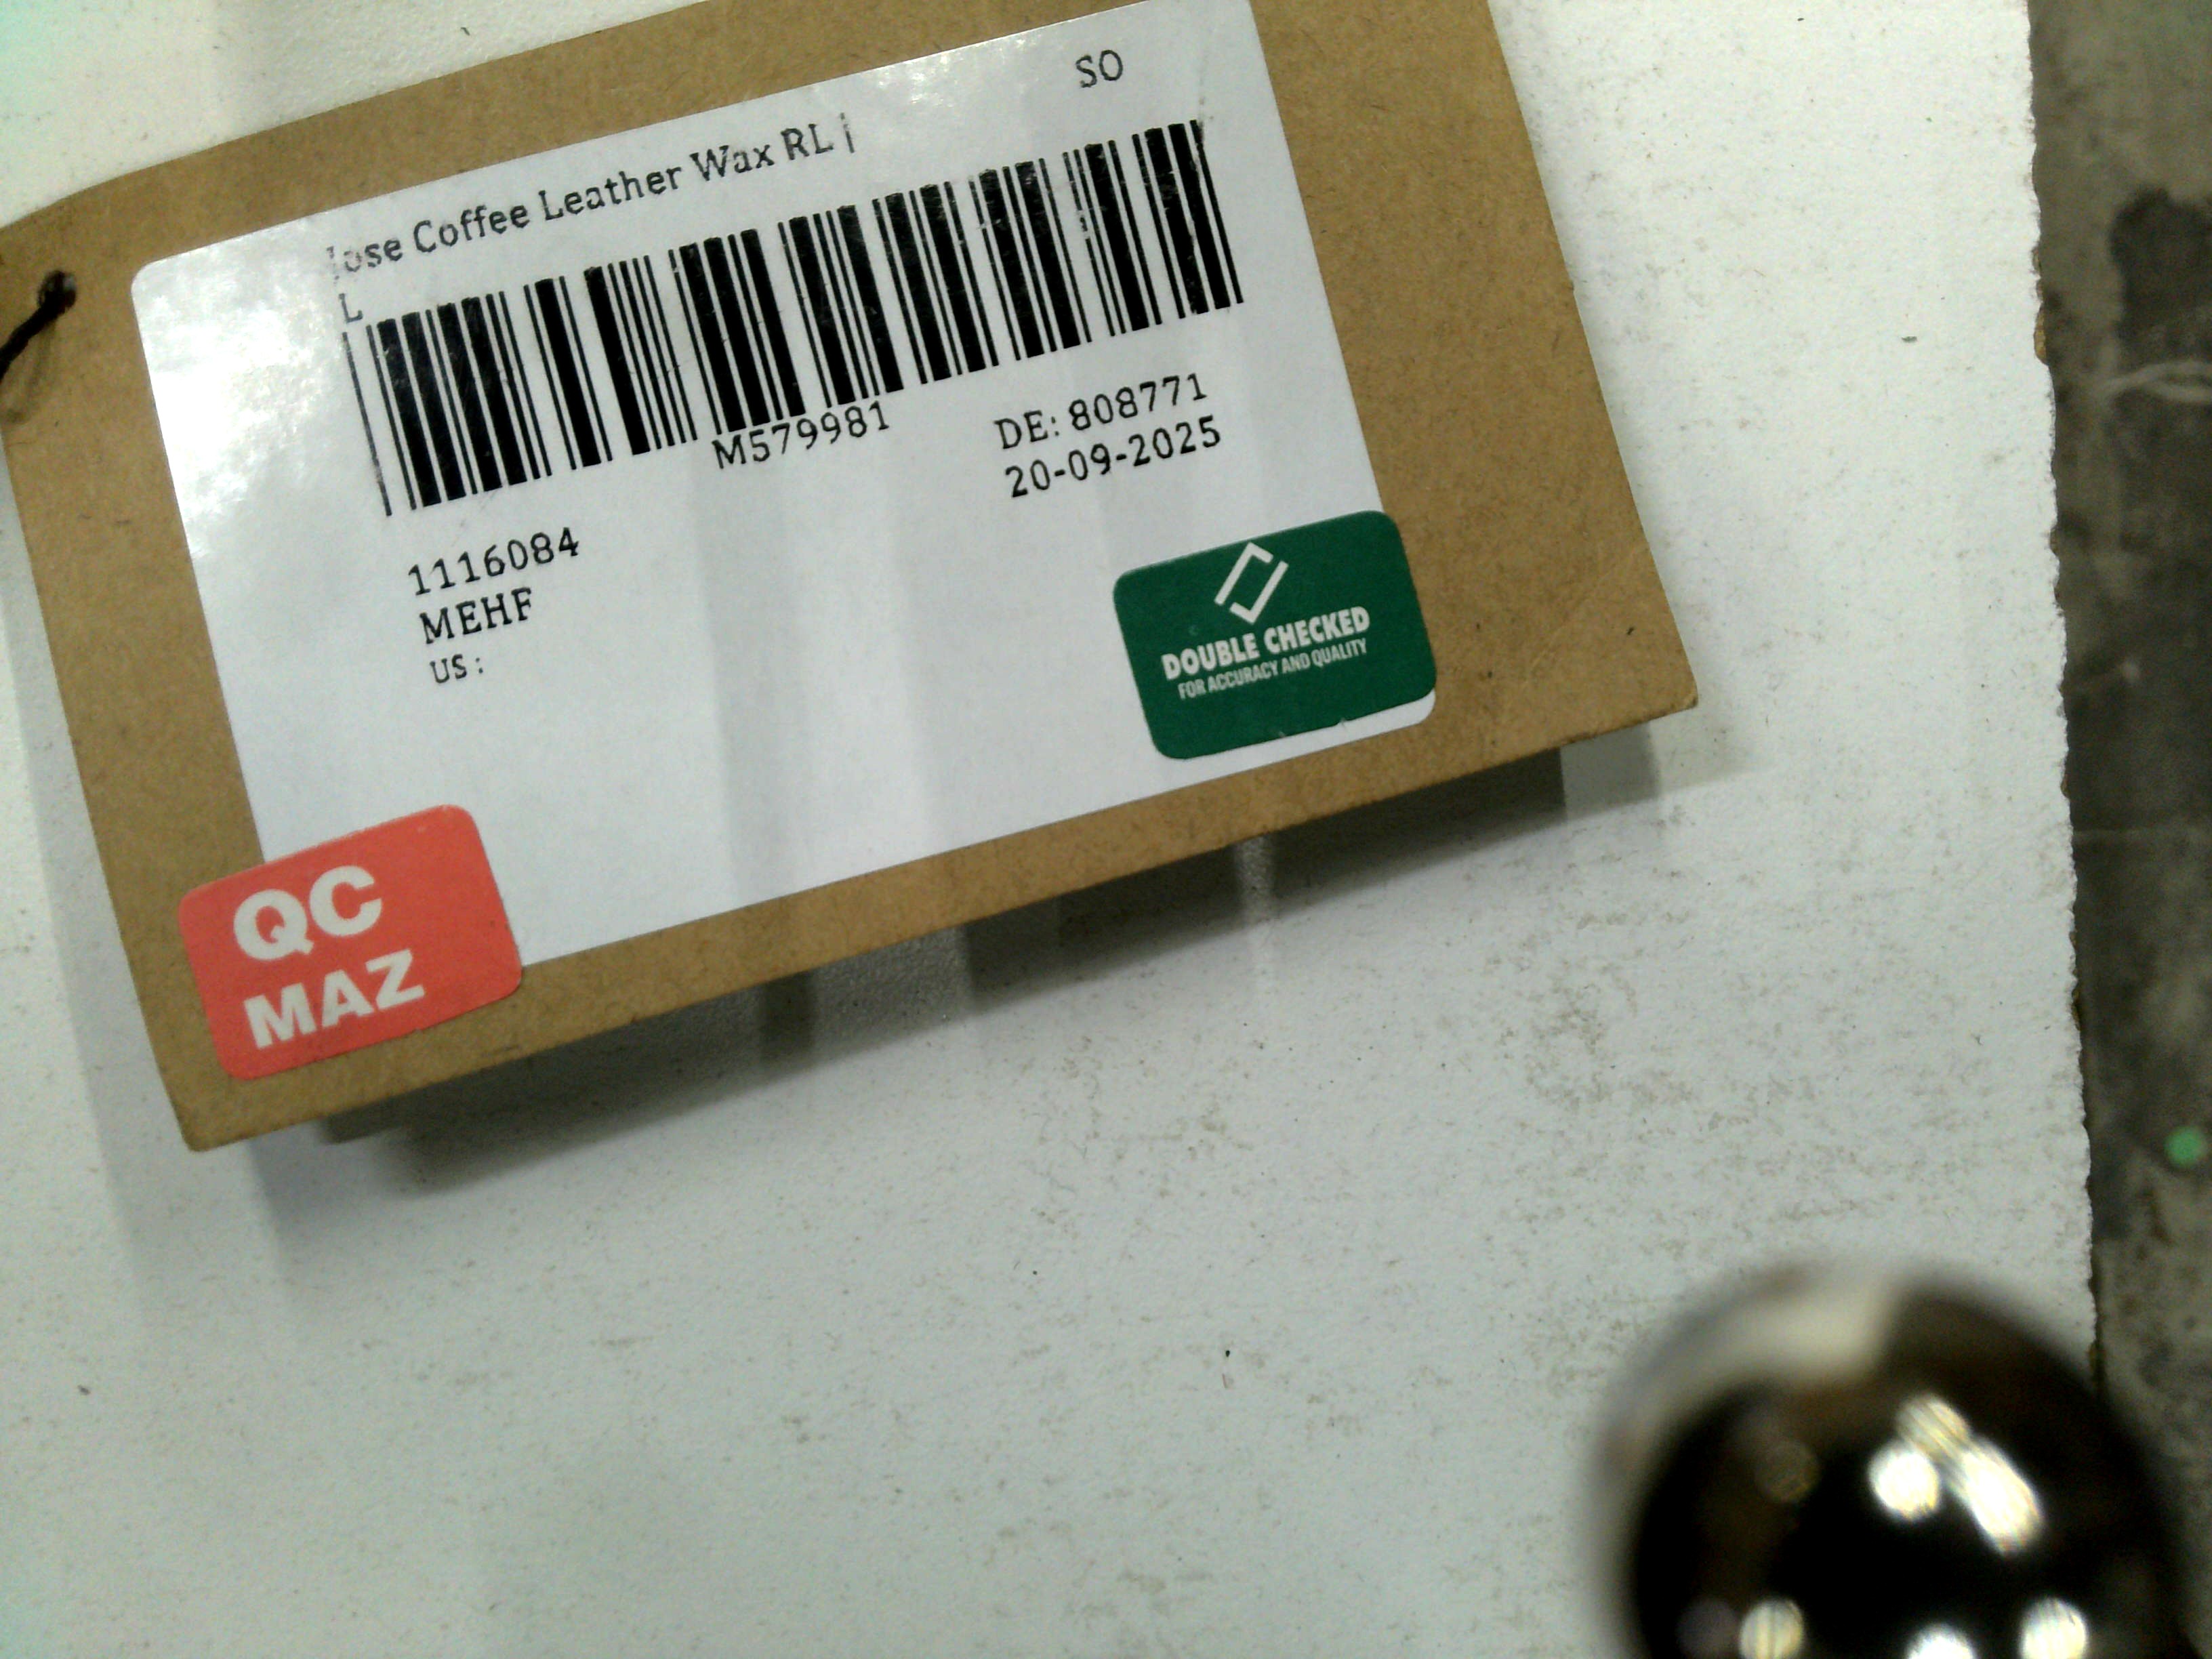 SO
Jose Coffee Leather Wax RL |
L
M579981
DE: 808771
20-09-2025
1116084
MEHF
US :
DOUBLE CHECKED
FOR ACCURACY AND QUALITY
QC
MAZ